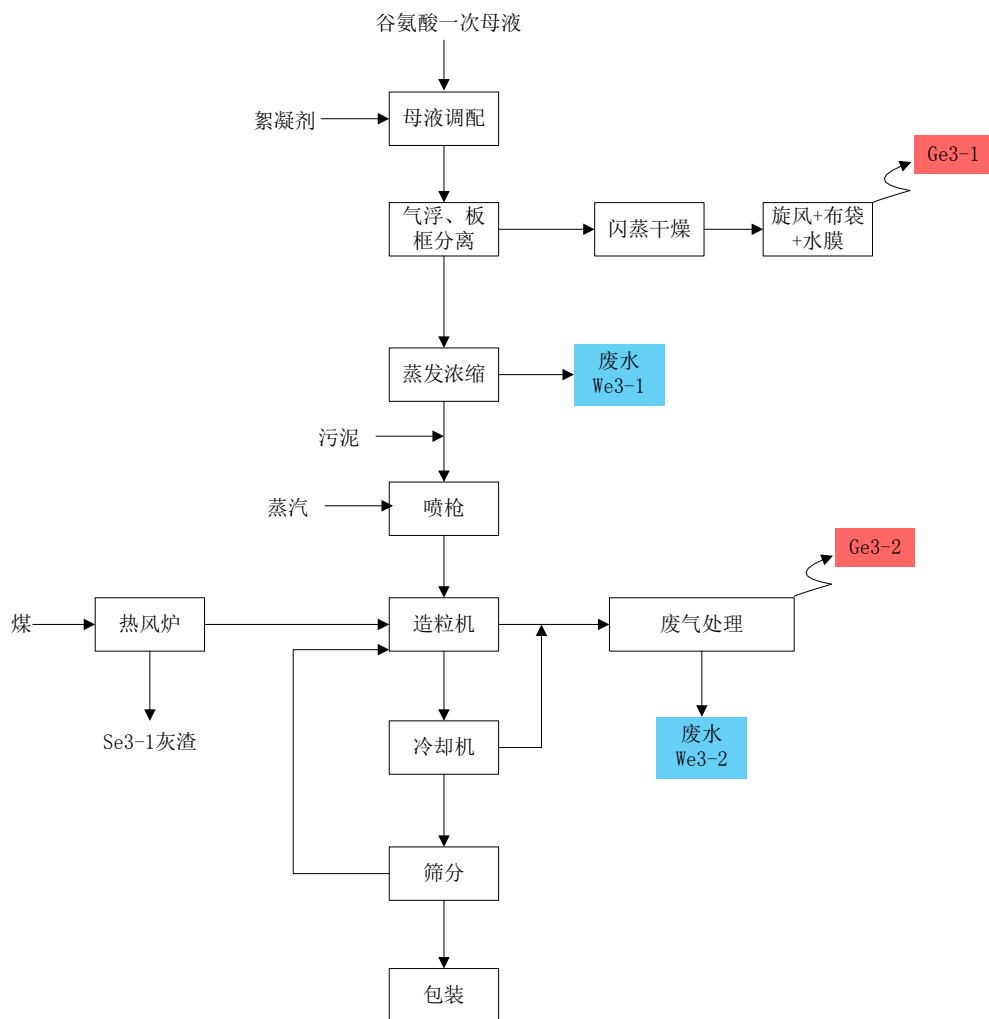 谷氨酸一次母液
絮凝剂
母液调配
Ge3-1
气浮、板
框分离
闪蒸干燥
旋风+布袋
+水膜
蒸发浓缩
废水
We3-1
污泥
蒸汽
喷枪
Ge3-2
煤
热风炉
造粒机
废气处理
Se3-1灰渣
冷却机
废水
We3-2
筛分
包装